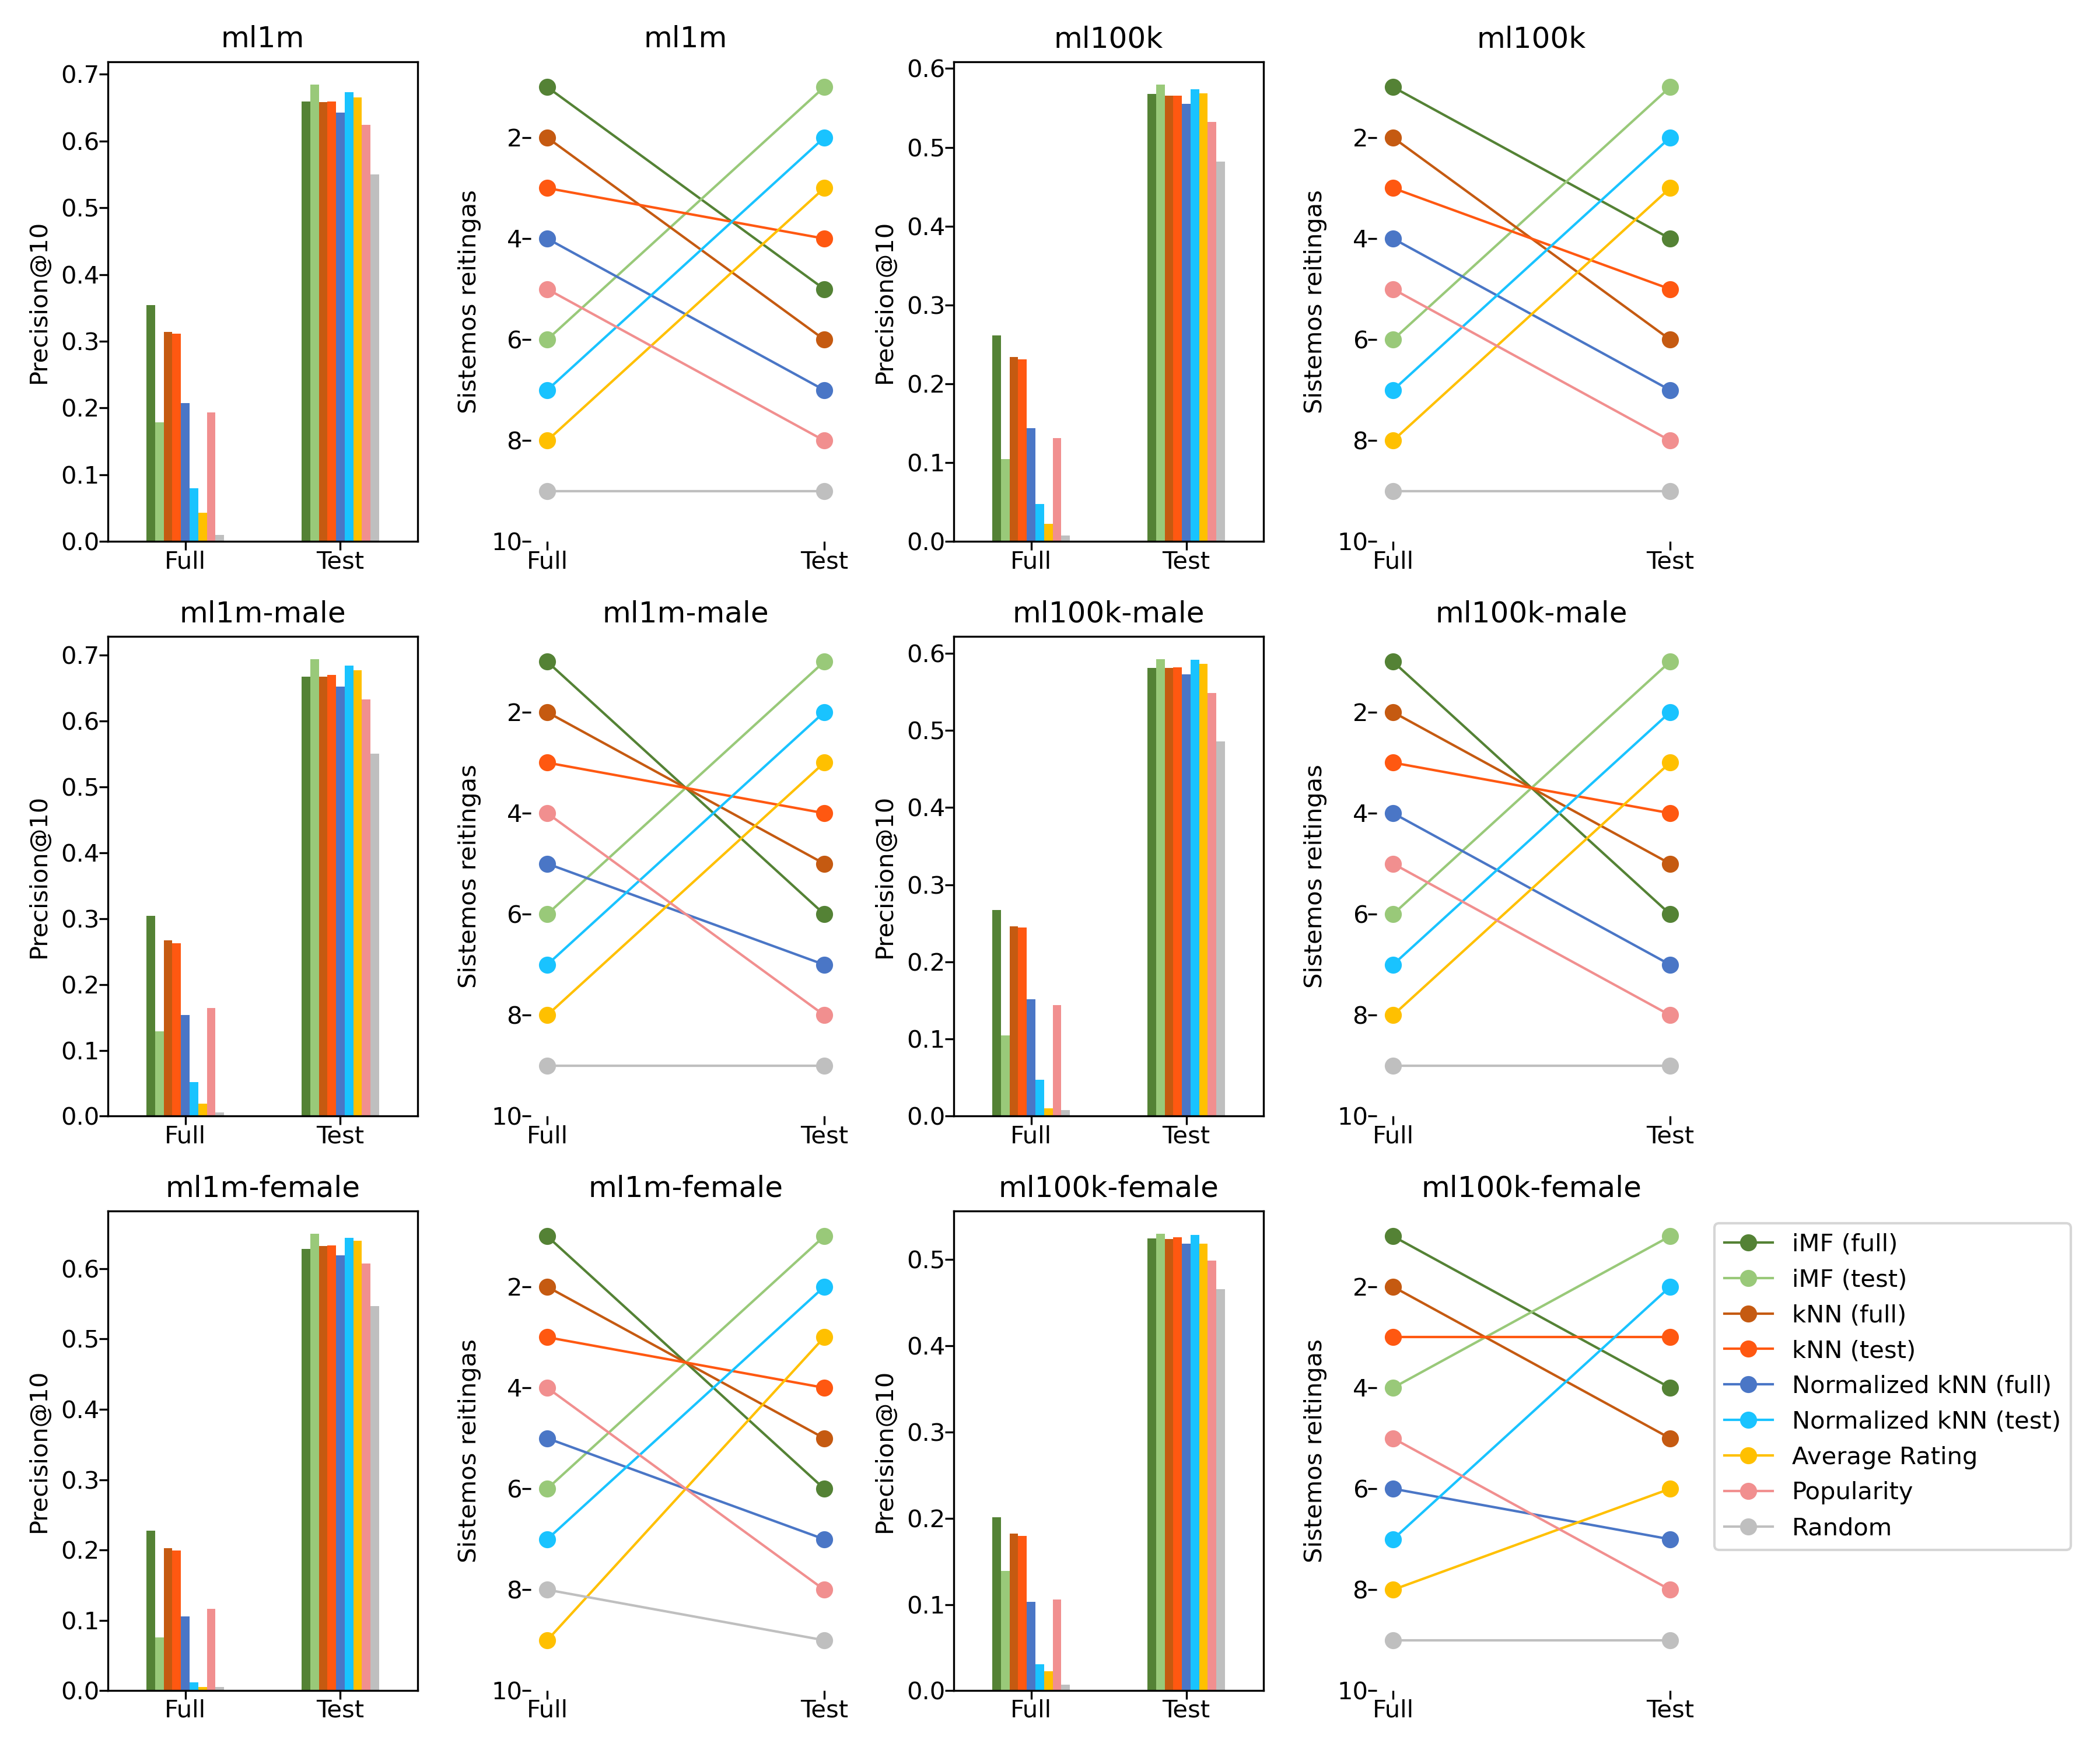 ml1m
0.7
0.6
0.5
0.4
0.3
0.2
0.1
0.0
Precision@10
Full Test
ml1m
2
4
6
8
10
Sistemos reitingas
Full Test
ml100k
0.6
0.5
0.4
0.3
0.2
0.1
0.0
Precision@10
Full Test
ml100k
2
4
6
8
10
Sistemos reitingas
Full Test
ml1m-male
0.7
0.6
0.5
0.4
0.3
0.2
0.1
0.0
Precision@10
Full Test
ml1m-male
2
4
6
8
10
Sistemos reitingas
Full Test
ml100k-male
0.6
0.5
0.4
0.3
0.2
0.1
0.0
Precision@10
Full Test
ml100k-male
2
4
6
8
10
Sistemos reitingas
Full Test
ml1m-female
0.6
0.5
0.4
0.3
0.2
0.1
0.0
Precision@10
Full Test
ml1m-female
2
4
6
8
10
Sistemos reitingas
Full Test
ml100k-female
0.5
0.4
0.3
0.2
0.1
0.0
Precision@10
Full Test
ml100k-female
2
4
6
8
10
Sistemos reitingas
Full Test
iMF (full)
iMF (test)
kNN (full)
kNN (test)
Normalized kNN (full)
Normalized kNN (test)
Average Rating
Popularity
Random